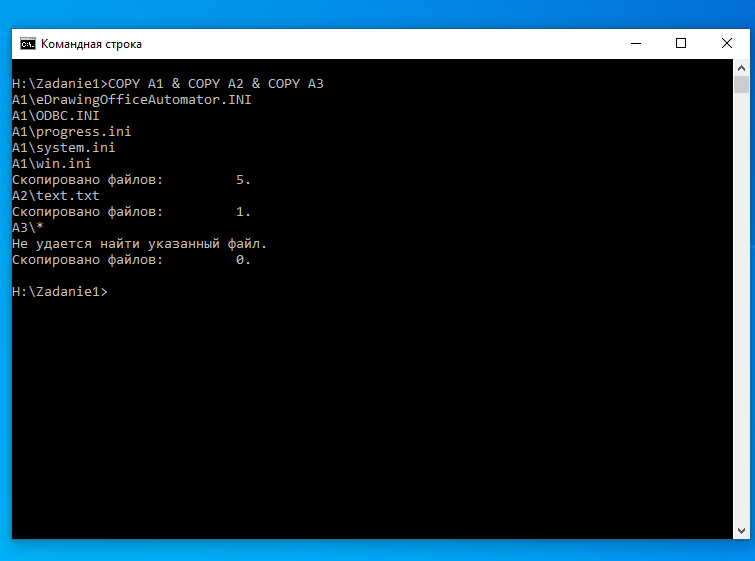 Командная строка
H:\Zadanie1>COPY A1 & COPY A2 & COPY A3
A1\eDrawingOfficeAutomator.INI
A1\ODBC.INI
A1\progress.ini
A1\system.ini
A1\win.ini
Скопировано файлов:         5.
A2\text.txt
Скопировано файлов:         1.
A3\*
Не удается найти указанный файл.
Скопировано файлов:         0.
H:\Zadanie1>